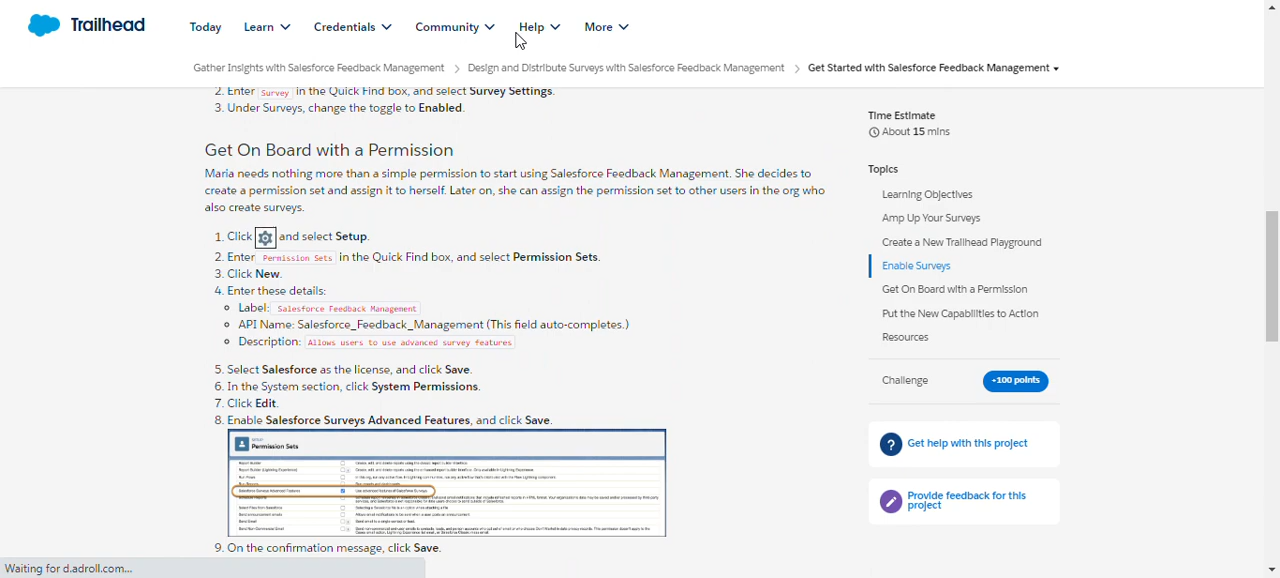 Trailhead
Today Learn Credentials Community Help More
Gather Insights with Salesforce Feedback Management > Design and Distribute Surveys with Salesforce Feedback Management > Get Started with Salesforce Feedback Management
2. Enter Survey in the Quick Find box, and select Survey Settings.
3. Under Surveys, change the toggle to Enabled.
Get On Board with a Permission
Maria needs nothing more than a simple permission to start using Salesforce Feedback Management. She decides to
create a permission set and assign it to herself. Later on, she can assign the permission set to other users in the org who
also create surveys.
1. Click and select Setup.
2. Enter Permission Sets in the Quick Find box, and select Permission Sets.
3. Click New.
4. Enter these details:
Label: Salesforce Feedback Management
API Name: Salesforce_Feedback_Management (This field auto-completes.)
Description: Allows users to use advanced survey features
5. Select Salesforce as the license, and click Save.
6. In the System section, click System Permissions.
7. Click Edit.
8. Enable Salesforce Surveys Advanced Features, and click Save.
Permission Sets
Salesforce Surveys Advanced Features Use advanced features of Salesforce Surveys.
9. On the confirmation message, click Save.
Time Estimate
About 15 mins
Topics
Learning Objectives
Amp Up Your Surveys
Create a New Trailhead Playground
Enable Surveys
Get On Board with a Permission
Put the New Capabilities to Action
Resources
Challenge +100 points
? Get help with this project
Provide feedback for this
project
Waiting for d.adroll.com...